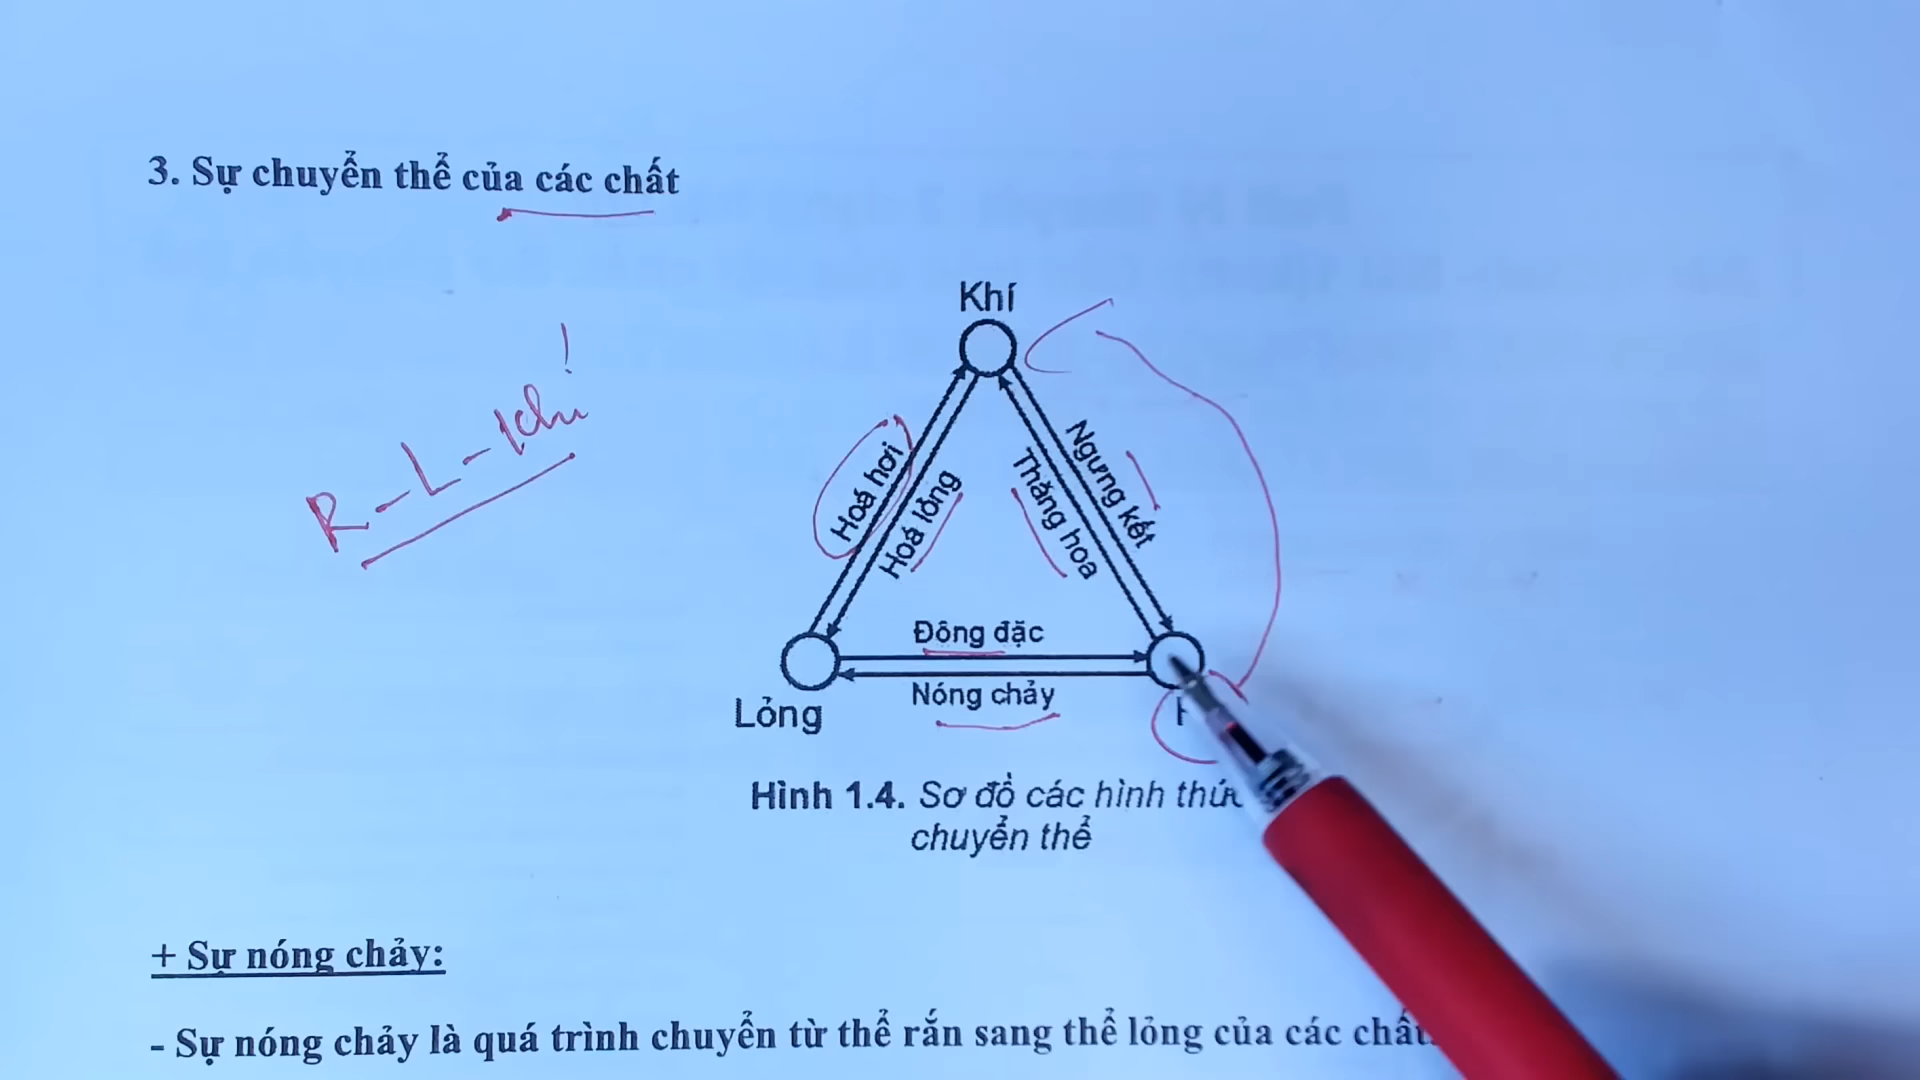 3. Sự chuyển thể của các chất
Khí
R - L - khí !
Hoá hơi
Hoá lỏng
Thăng hoa
Ngưng kết
Đông đặc
Nóng chảy
Lỏng
Hình 1.4. Sơ đồ các hình thức
chuyển thể
+ Sự nóng chảy:
- Sự nóng chảy là quá trình chuyển từ thể rắn sang thể lỏng của các chất.